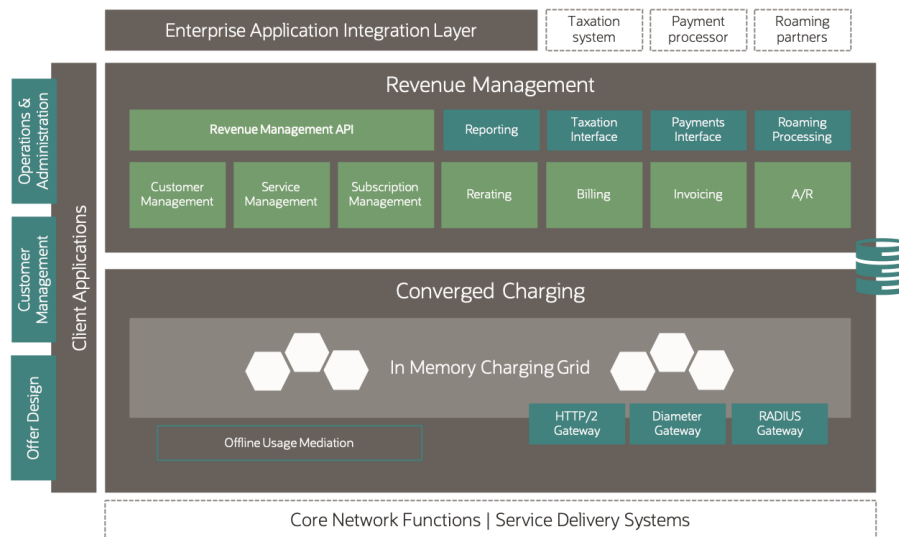 Enterprise Application Integration Layer
Taxation
system
Payment
processor
Roaming
partners
Operations &
Administration
Customer
Management
Offer Design
Client Applications
Revenue Management
Revenue Management API
Reporting
Taxation
Interface
Payments
Interface
Roaming
Processing
Customer
Management
Service
Management
Subscription
Management
Rerating
Billing
Invoicing
A/R
Converged Charging
In Memory Charging Grid
HTTP/2
Gateway
Diameter
Gateway
RADIUS
Gateway
Offline Usage Mediation
Core Network Functions | Service Delivery Systems